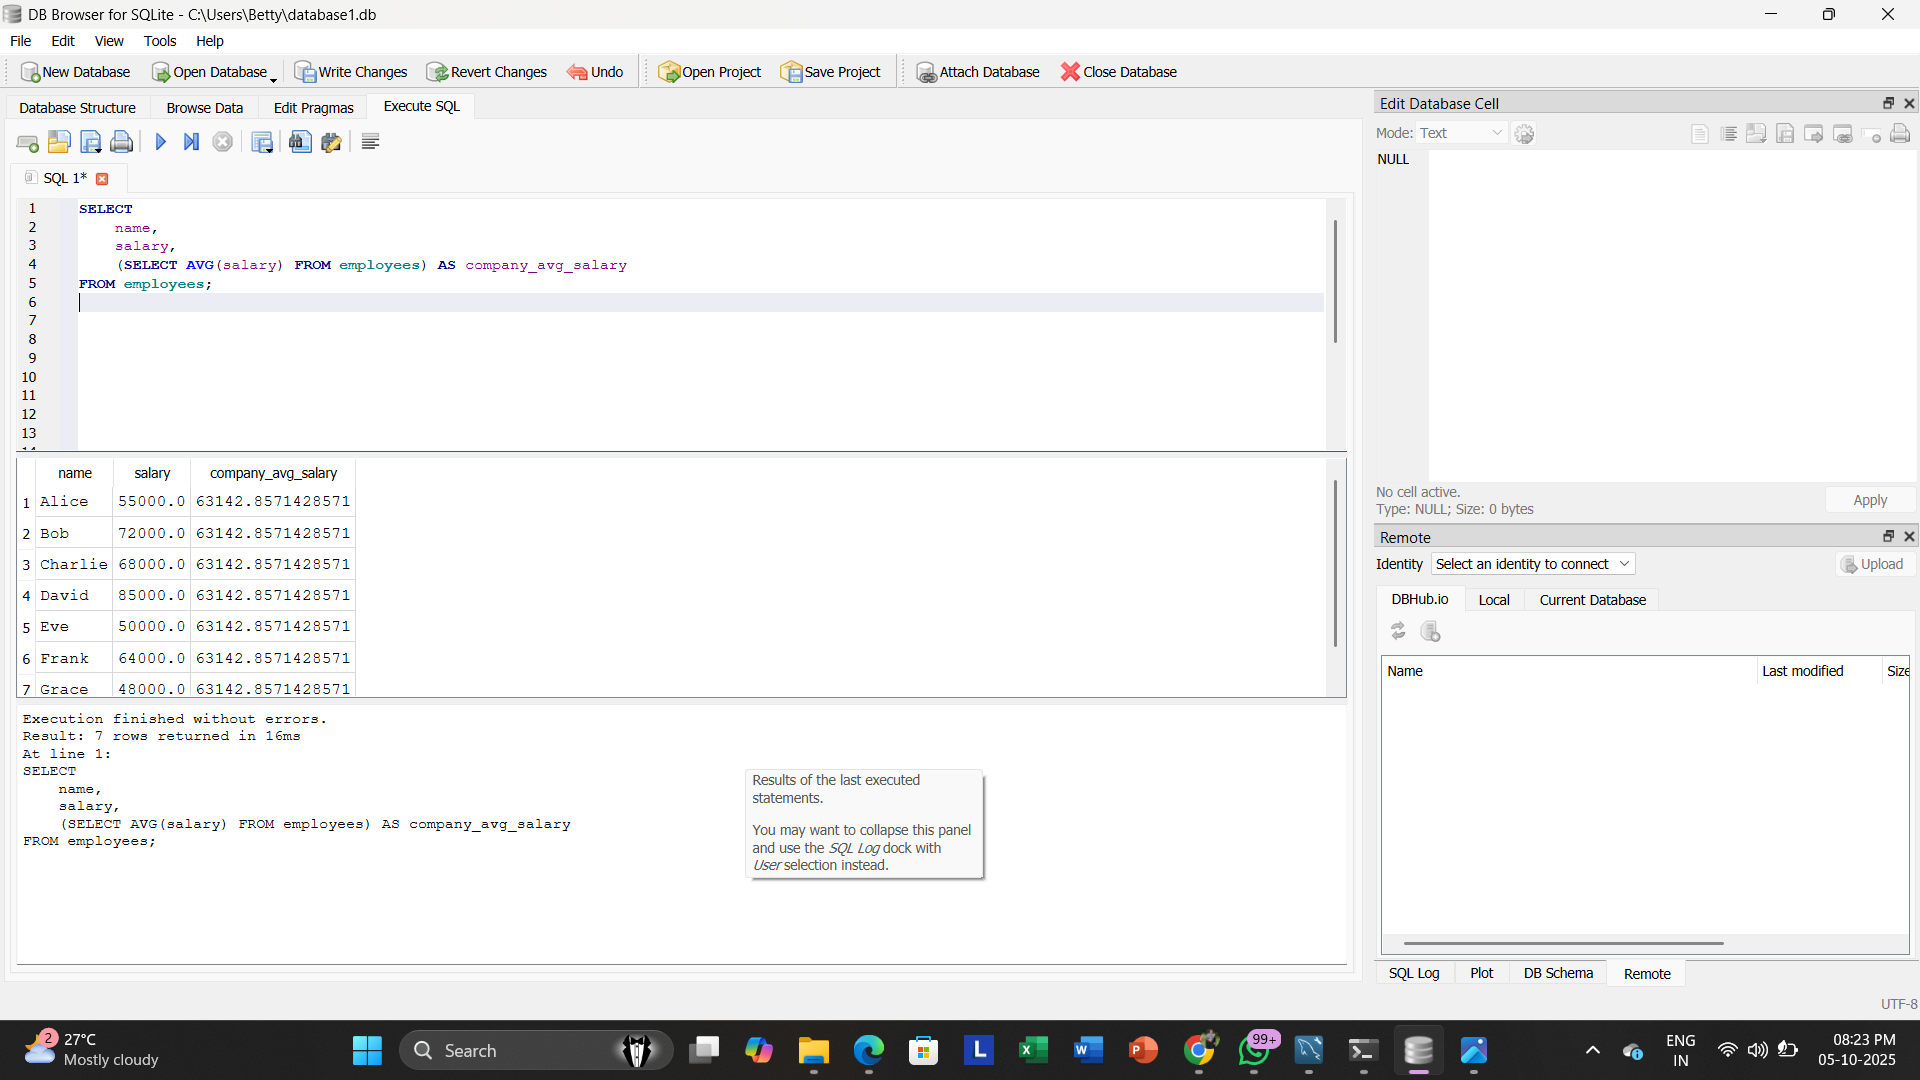 DB Browser for SQLite - C:\Users\Betty\database1.db
File Edit View Tools Help
New Database Open Database Write Changes Revert Changes Undo Open Project Save Project Attach Database Close Database
Database Structure Browse Data Edit Pragmas Execute SQL
SQL 1*
1 SELECT
2 name,
3 salary,
4 (SELECT AVG(salary) FROM employees) AS company_avg_salary
5 FROM employees;
6
7
8
9
10
11
12
13
name salary company_avg_salary
1 Alice 55000.0 63142.8571428571
2 Bob 72000.0 63142.8571428571
3 Charlie 68000.0 63142.8571428571
4 David 85000.0 63142.8571428571
5 Eve 50000.0 63142.8571428571
6 Frank 64000.0 63142.8571428571
7 Grace 48000.0 63142.8571428571
Execution finished without errors.
Result: 7 rows returned in 16ms
At line 1:
SELECT
name,
salary,
(SELECT AVG(salary) FROM employees) AS company_avg_salary
FROM employees;
Results of the last executed
statements.
You may want to collapse this panel
and use the SQL Log dock with
User selection instead.
Edit Database Cell
Mode: Text
NULL
No cell active.
Type: NULL; Size: 0 bytes
Apply
Remote
Identity Select an identity to connect Upload
DBHub.io Local Current Database
Name Last modified Size
SQL Log Plot DB Schema Remote
UTF-8
2 27°C
Mostly cloudy
Search
L
99+
ENG
IN
08:23 PM
05-10-2025